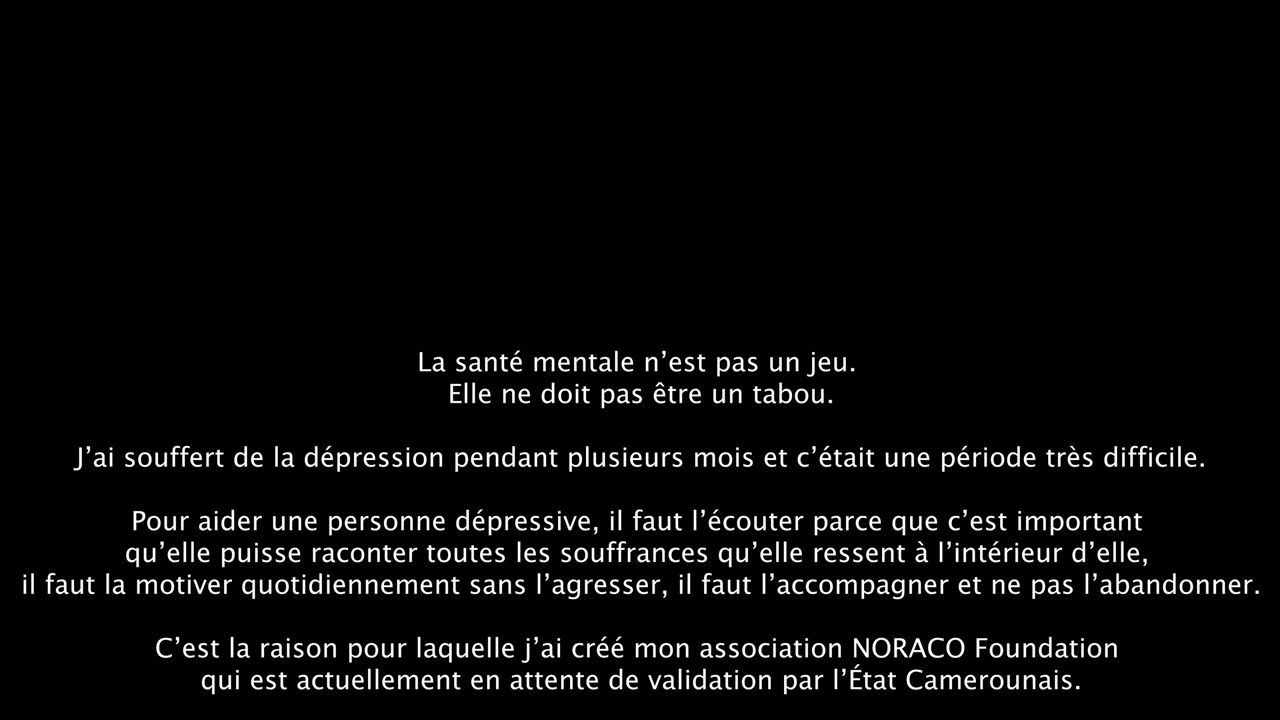 La santé mentale n’est pas un jeu.
Elle ne doit pas être un tabou.
J’ai souffert de la dépression pendant plusieurs mois et c’était une période très difficile.
Pour aider une personne dépressive, il faut l’écouter parce que c’est important
qu’elle puisse raconter toutes les souffrances qu’elle ressent à l’intérieur d’elle,
il faut la motiver quotidiennement sans l’agresser, il faut l’accompagner et ne pas l’abandonner.
C’est la raison pour laquelle j’ai créé mon association NORACO Foundation
qui est actuellement en attente de validation par l’État Camerounais.